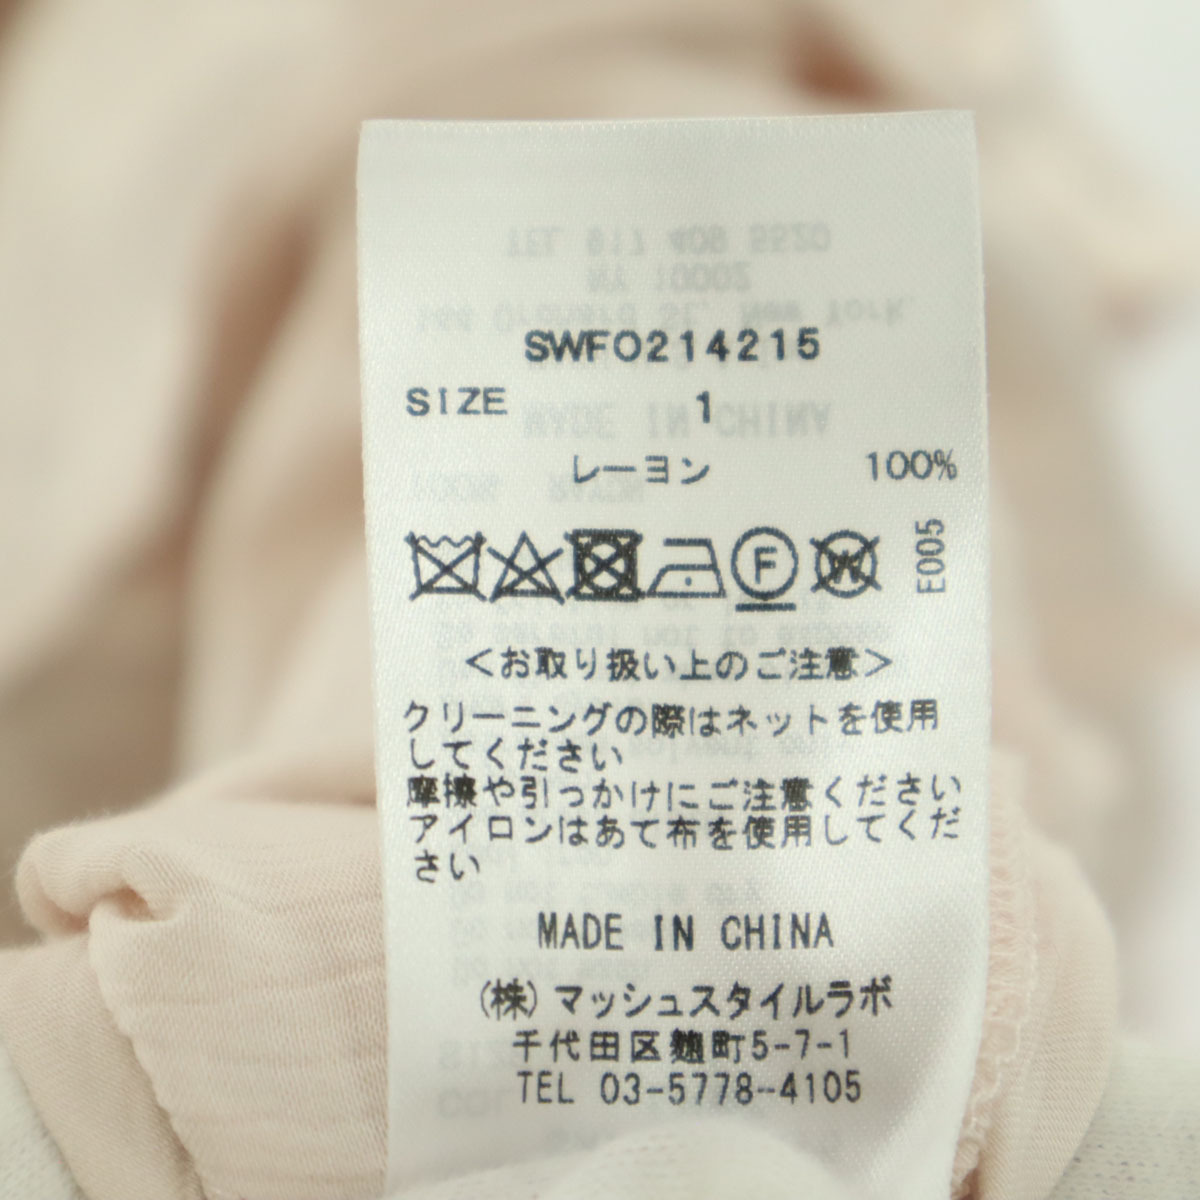 SWFO214215
SIZE 1
レーヨン 100%
E005
F
W
<お取り扱い上のご注意>
クリーニングの際はネットを使用
してください
摩擦や引っかけにご注意ください
アイロンはあて布を使用してくだ
さい
MADE IN CHINA
(株)マッシュスタイルラボ
千代田区麹町5-7-1
TEL 03-5778-4105